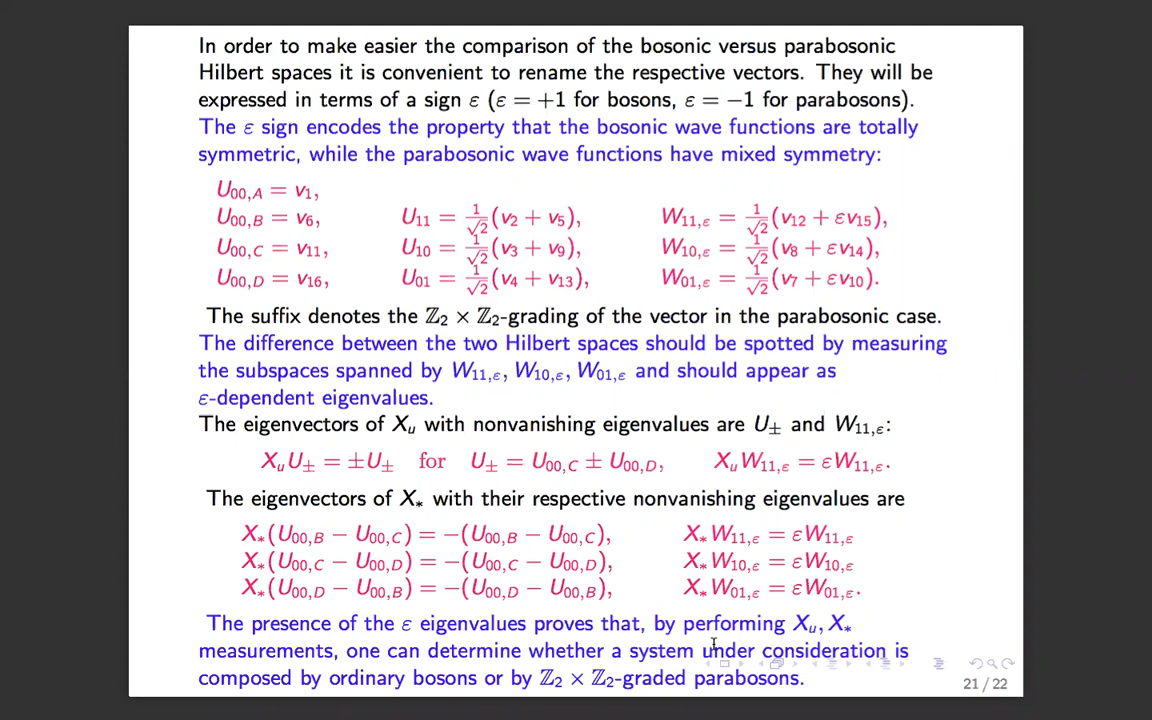 In order to make easier the comparison of the bosonic versus parabosonic
Hilbert spaces it is convenient to rename the respective vectors. They will be
expressed in terms of a sign ε (ε = +1 for bosons, ε = −1 for parabosons).
The ε sign encodes the property that the bosonic wave functions are totally
symmetric, while the parabosonic wave functions have mixed symmetry:
U₀₀,A = v₁,
U₀₀,B = v₆, U₁₁ = 1/√2 (v₂ + v₅), W₁₁,ε = 1/√2 (v₁₂ + εv₁₅),
U₀₀,C = v₁₁, U₁₀ = 1/√2 (v₃ + v₉), W₁₀,ε = 1/√2 (v₈ + εv₁₄),
U₀₀,D = v₁₆, U₀₁ = 1/√2 (v₄ + v₁₃), W₀₁,ε = 1/√2 (v₇ + εv₁₀).
The suffix denotes the ℤ₂ × ℤ₂-grading of the vector in the parabosonic case.
The difference between the two Hilbert spaces should be spotted by measuring
the subspaces spanned by W₁₁,ε, W₁₀,ε, W₀₁,ε and should appear as
ε-dependent eigenvalues.
The eigenvectors of Xᵤ with nonvanishing eigenvalues are U± and W₁₁,ε:
XᵤU± = ±U± for U± = U₀₀,C ± U₀₀,D, XᵤW₁₁,ε = εW₁₁,ε.
The eigenvectors of X∗ with their respective nonvanishing eigenvalues are
X∗(U₀₀,B − U₀₀,C) = −(U₀₀,B − U₀₀,C), X∗W₁₁,ε = εW₁₁,ε
X∗(U₀₀,C − U₀₀,D) = −(U₀₀,C − U₀₀,D), X∗W₁₀,ε = εW₁₀,ε
X∗(U₀₀,D − U₀₀,B) = −(U₀₀,D − U₀₀,B), X∗W₀₁,ε = εW₀₁,ε.
The presence of the ε eigenvalues proves that, by performing Xᵤ, X∗
measurements, one can determine whether a system under consideration is
composed by ordinary bosons or by ℤ₂ × ℤ₂-graded parabosons.
21 / 22